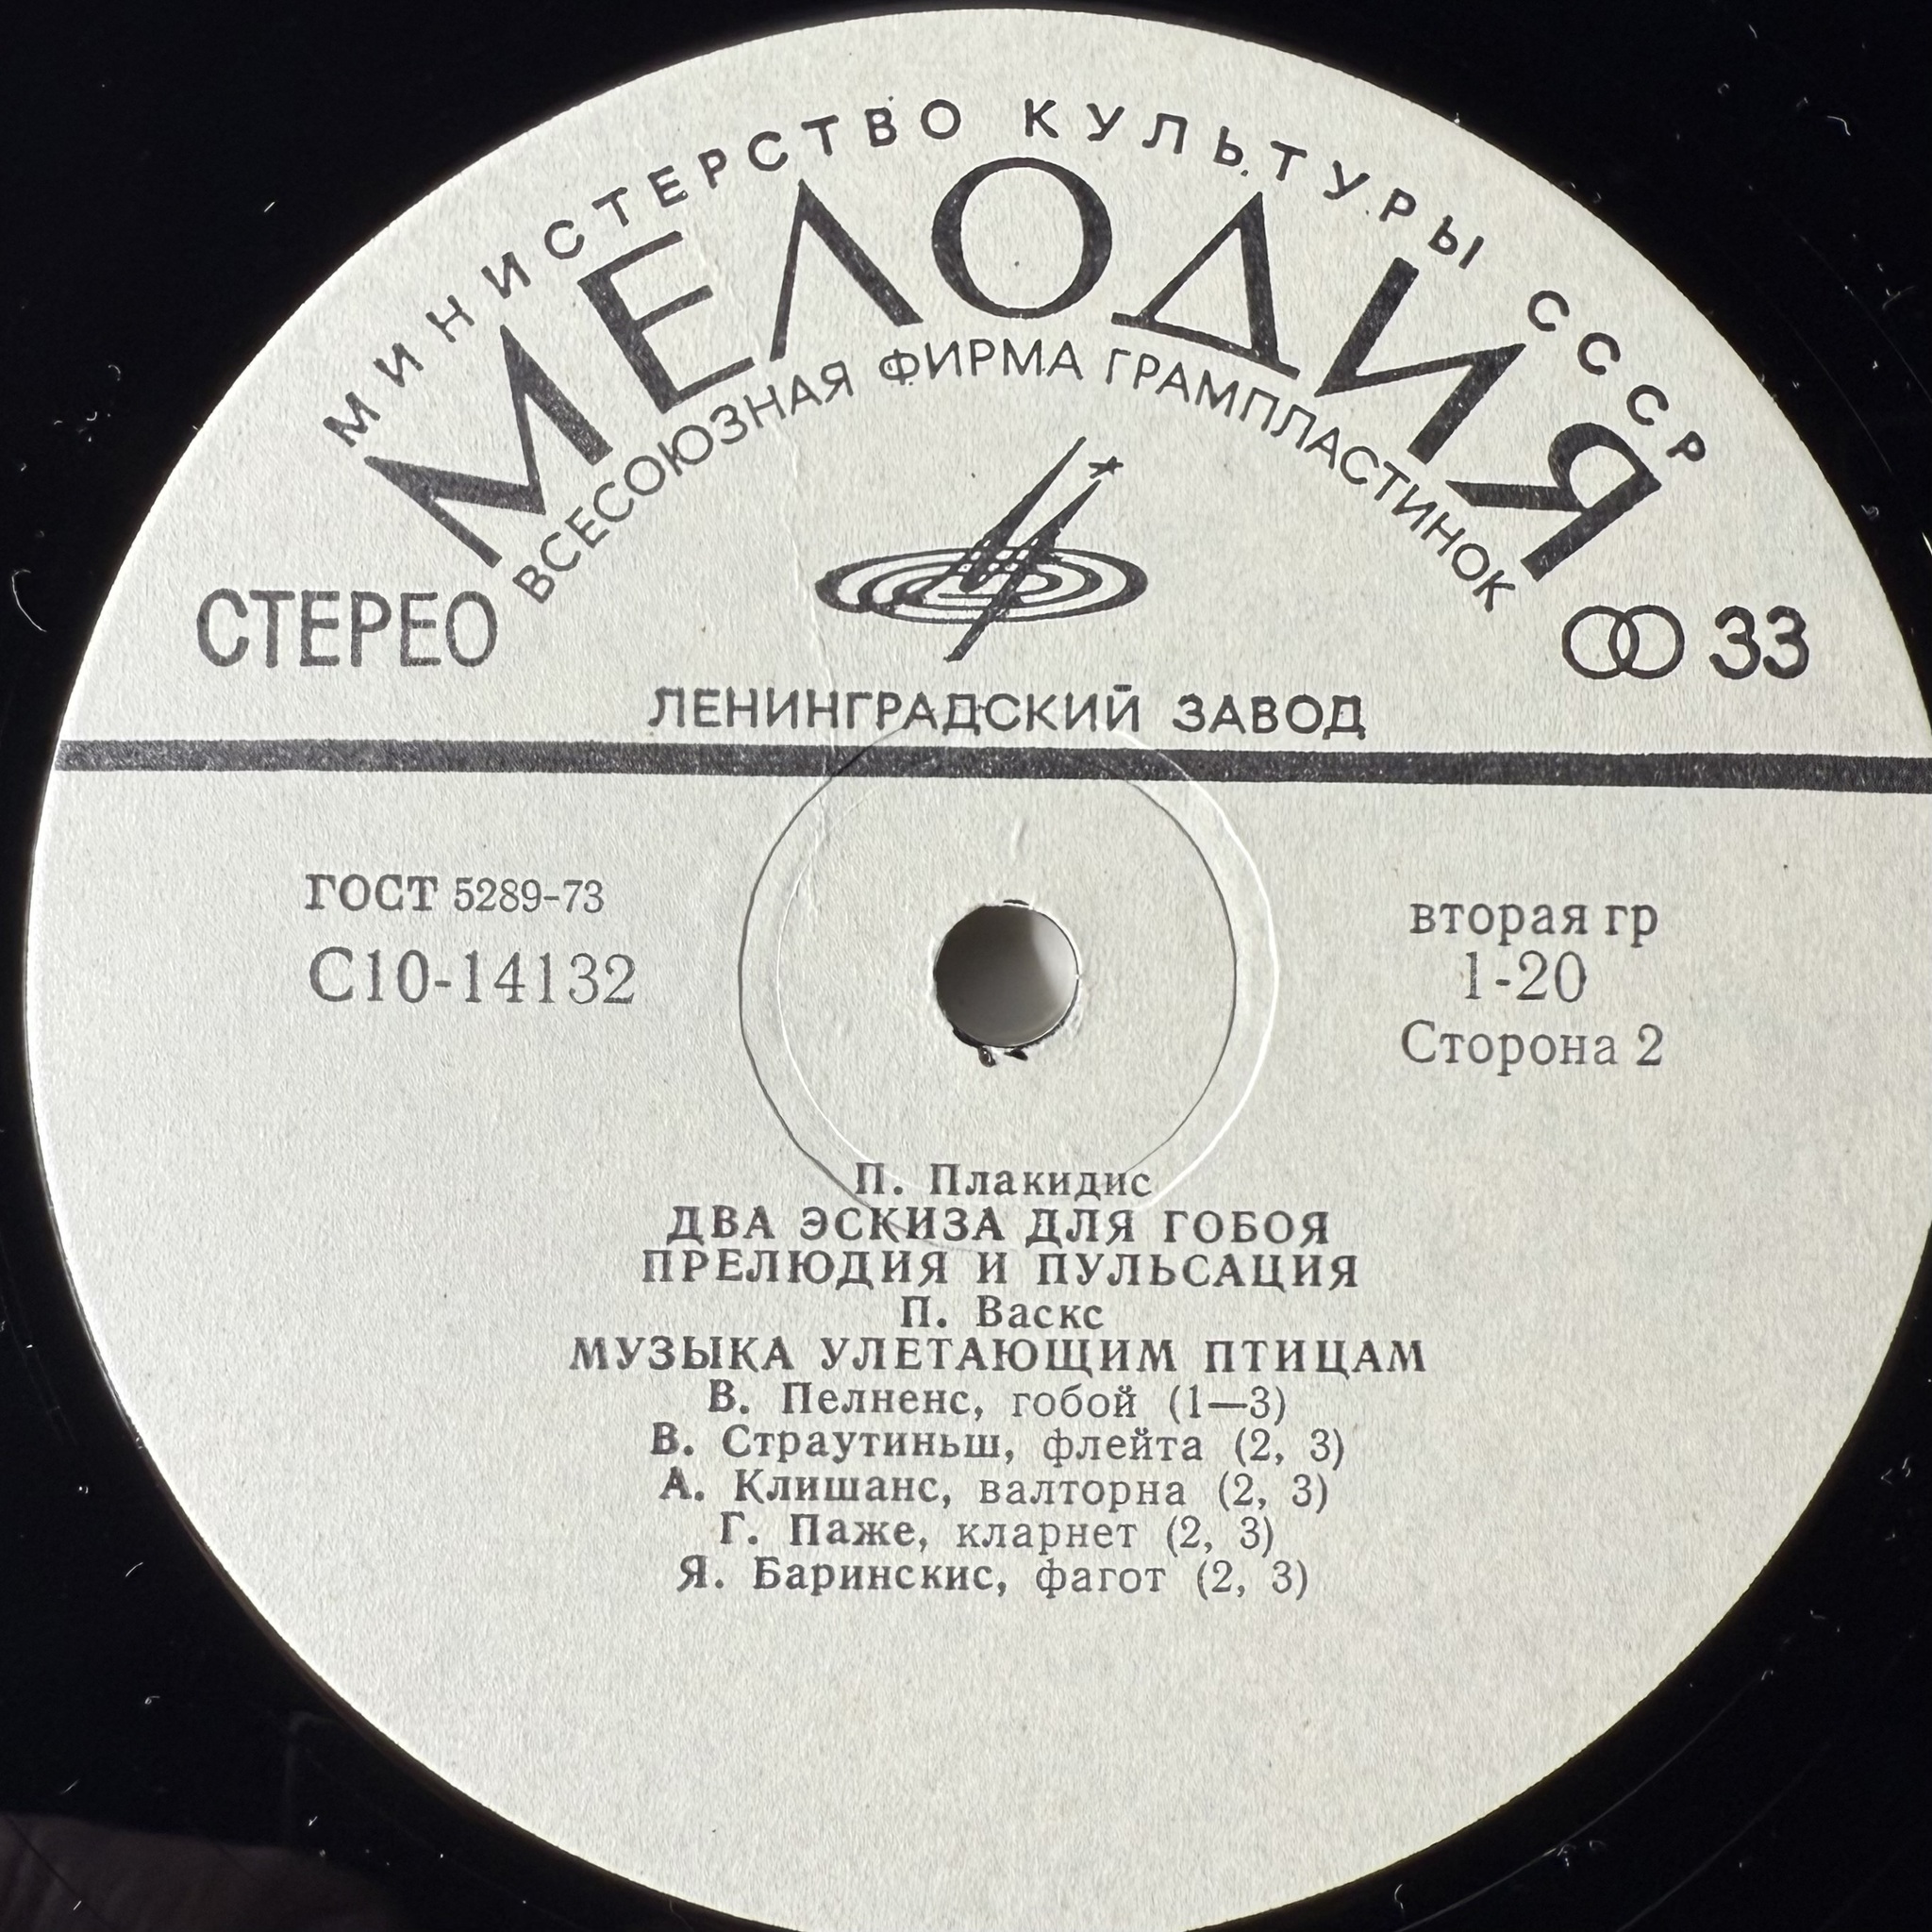 МИНИСТЕРСТВО КУЛЬТУРЫ СССР
МЕЛОДИЯ
ВСЕСОЮЗНАЯ ФИРМА ГРАМПЛАСТИНОК
СТЕРЕО
33
ЛЕНИНГРАДСКИЙ ЗАВОД
ГОСТ 5289-73
С10-14132
вторая гр
1-20
Сторона 2
П. Плакидис
ДВА ЭСКИЗА ДЛЯ ГОБОЯ
ПРЕЛЮДИЯ И ПУЛЬСАЦИЯ
П. Васкс
МУЗЫКА УЛЕТАЮЩИМ ПТИЦАМ
В. Пелненс, гобой (1—3)
В. Страутиньш, флейта (2, 3)
А. Клишанс, валторна (2, 3)
Г. Паже, кларнет (2, 3)
Я. Баринскис, фагот (2, 3)